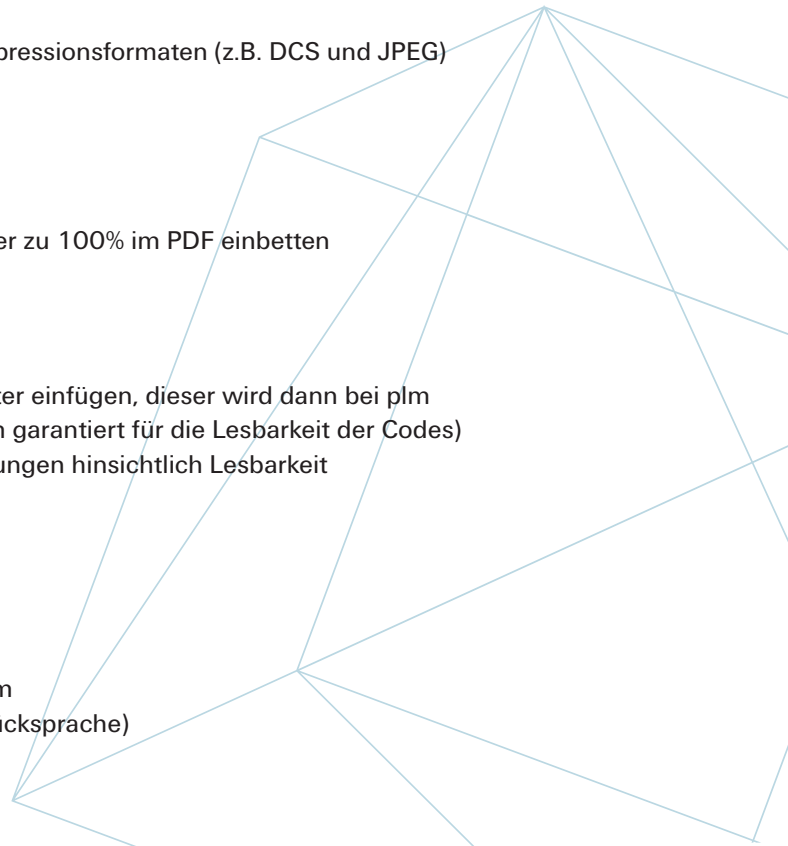 pressionsformaten (z.B. DCS und JPEG)
er zu 100% im PDF einbetten
ter einfügen, dieser wird dann bei plm
n garantiert für die Lesbarkeit der Codes)
ungen hinsichtlich Lesbarkeit
m
ücksprache)